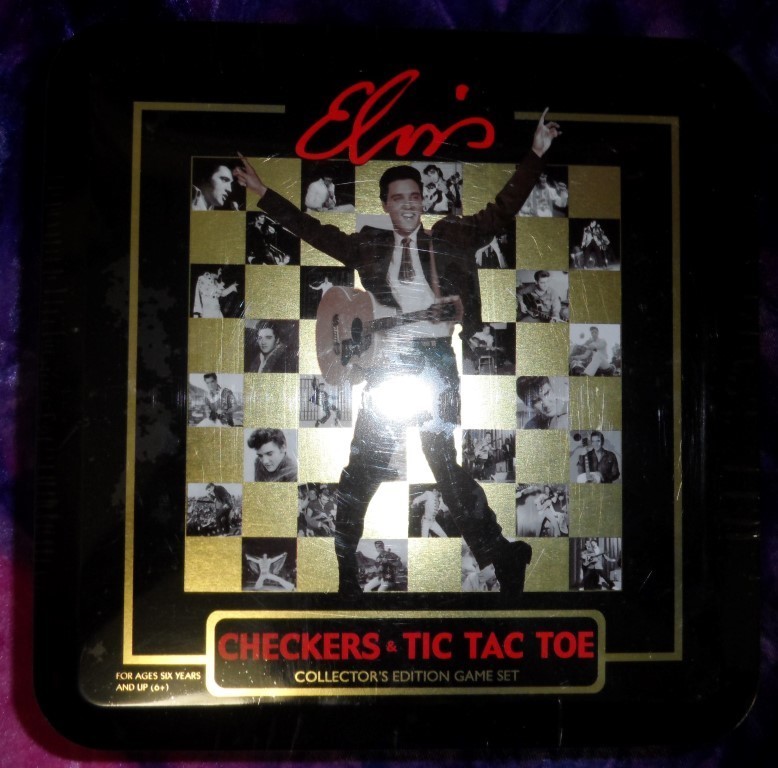 Elvis
CHECKERS & TIC TAC TOE
COLLECTOR'S EDITION GAME SET
FOR AGES SIX YEARS
AND UP (6+)